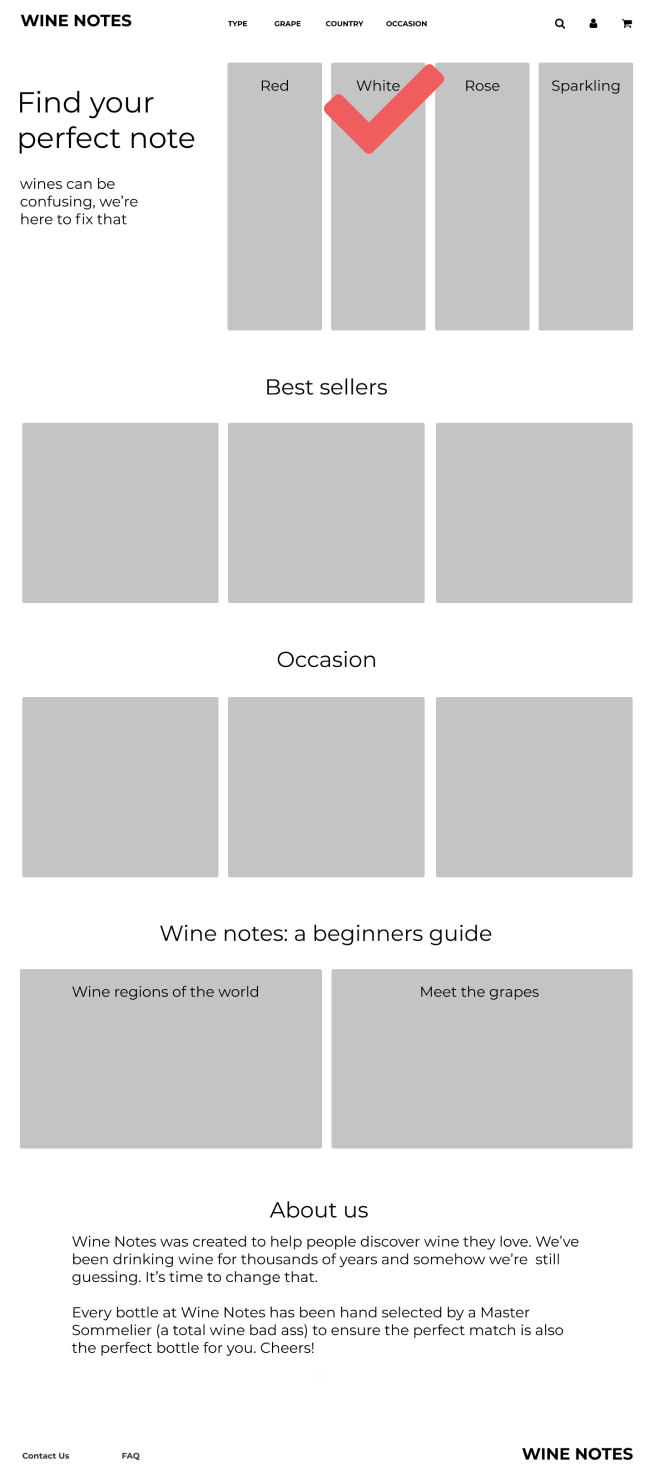 WINE NOTES
TYPE GRAPE COUNTRY OCCASION
Find your
perfect note
wines can be
confusing, we’re
here to fix that
Red White Rose Sparkling
Best sellers
Occasion
Wine notes: a beginners guide
Wine regions of the world
Meet the grapes
About us
Wine Notes was created to help people discover wine they love. We’ve
been drinking wine for thousands of years and somehow we’re  still
guessing. It’s time to change that.
Every bottle at Wine Notes has been hand selected by a Master
Sommelier (a total wine bad ass) to ensure the perfect match is also
the perfect bottle for you. Cheers!
Contact Us FAQ WINE NOTES